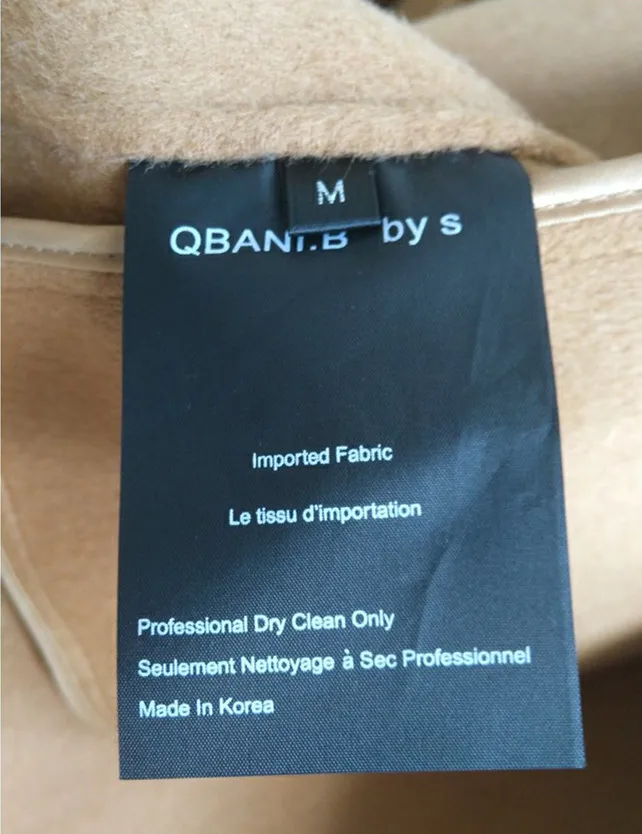 M
QBANI.B by s
Imported Fabric
Le tissu d'importation
Professional Dry Clean Only
Seulement Nettoyage à Sec Professionnel
Made In Korea